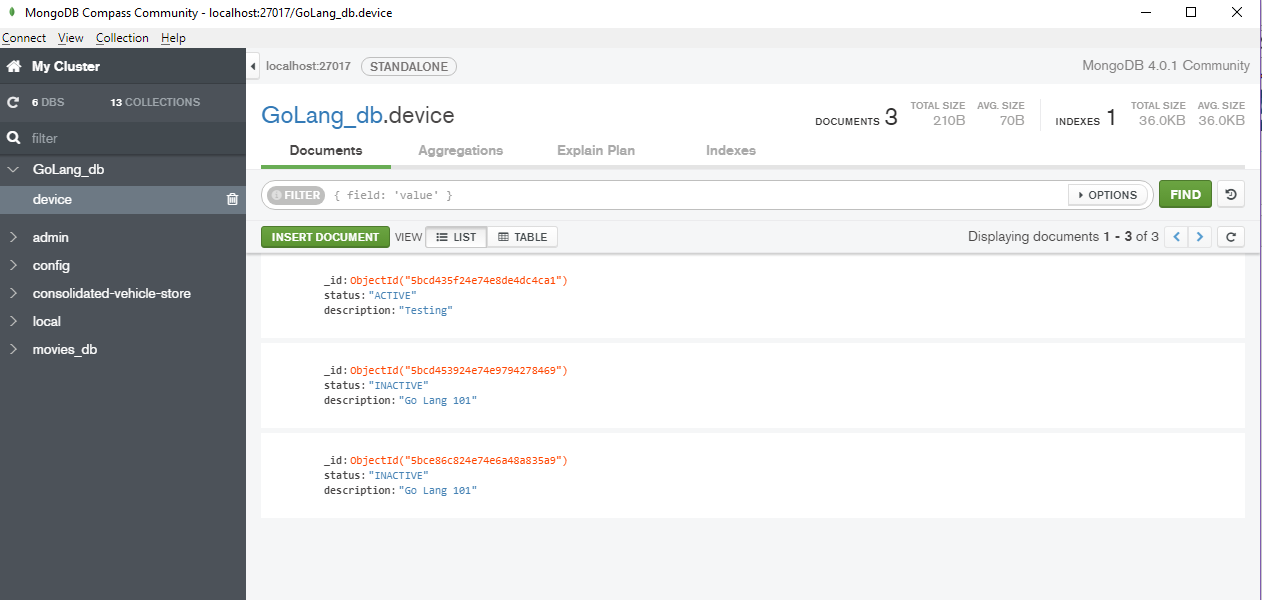 MongoDB Compass Community - localhost:27017/GoLang_db.device
Connect View Collection Help
My Cluster
6 DBS 13 COLLECTIONS
filter
GoLang_db
device
admin
config
consolidated-vehicle-store
local
movies_db
localhost:27017 STANDALONE MongoDB 4.0.1 Community
GoLang_db.device
DOCUMENTS 3 TOTAL SIZE 210B AVG. SIZE 70B INDEXES 1 TOTAL SIZE 36.0KB AVG. SIZE 36.0KB
Documents Aggregations Explain Plan Indexes
FILTER { field: 'value' } OPTIONS FIND
INSERT DOCUMENT VIEW LIST TABLE Displaying documents 1 - 3 of 3
_id: ObjectId("5bcd435f24e74e8de4dc4ca1")
status: "ACTIVE"
description: "Testing"
_id: ObjectId("5bcd453924e74e9794278469")
status: "INACTIVE"
description: "Go Lang 101"
_id: ObjectId("5bce86c824e74e6a48a835a9")
status: "INACTIVE"
description: "Go Lang 101"